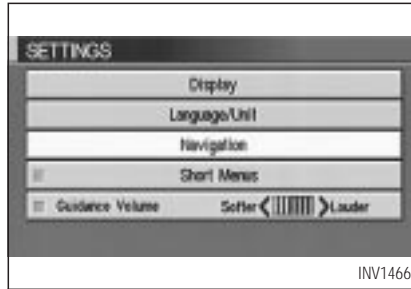 SETTINGS
Display
Language/Unit
Navigation
Short Menus
Guidance Volume Softer Louder
INV1466